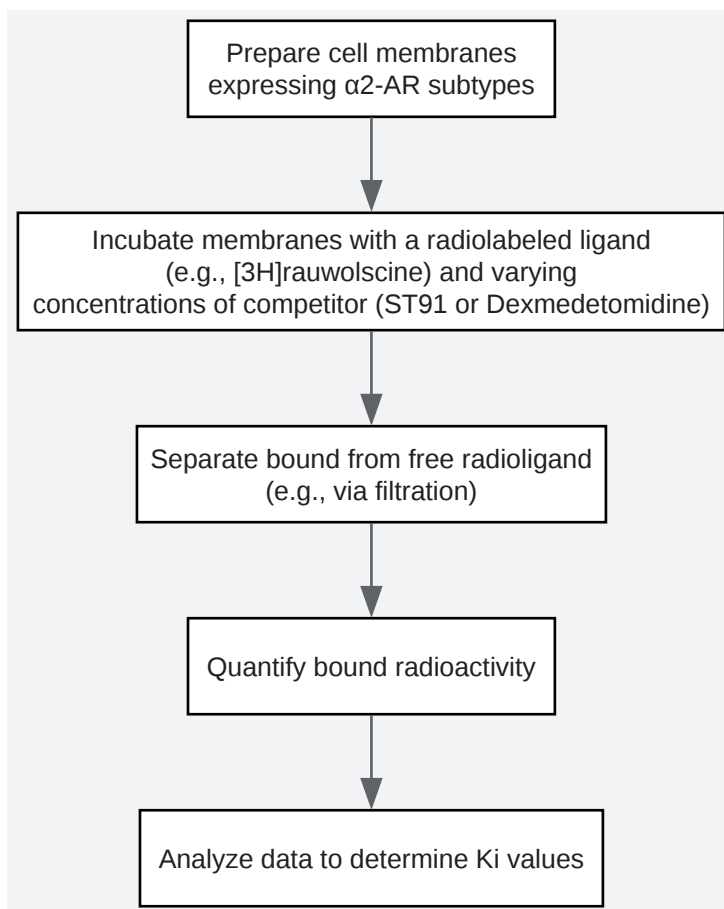 Prepare cell membranes
expressing α2-AR subtypes
Incubate membranes with a radiolabeled ligand
(e.g., [3H]rauwolscine) and varying
concentrations of competitor (ST91 or Dexmedetomidine)
Separate bound from free radioligand
(e.g., via filtration)
Quantify bound radioactivity
Analyze data to determine Ki values